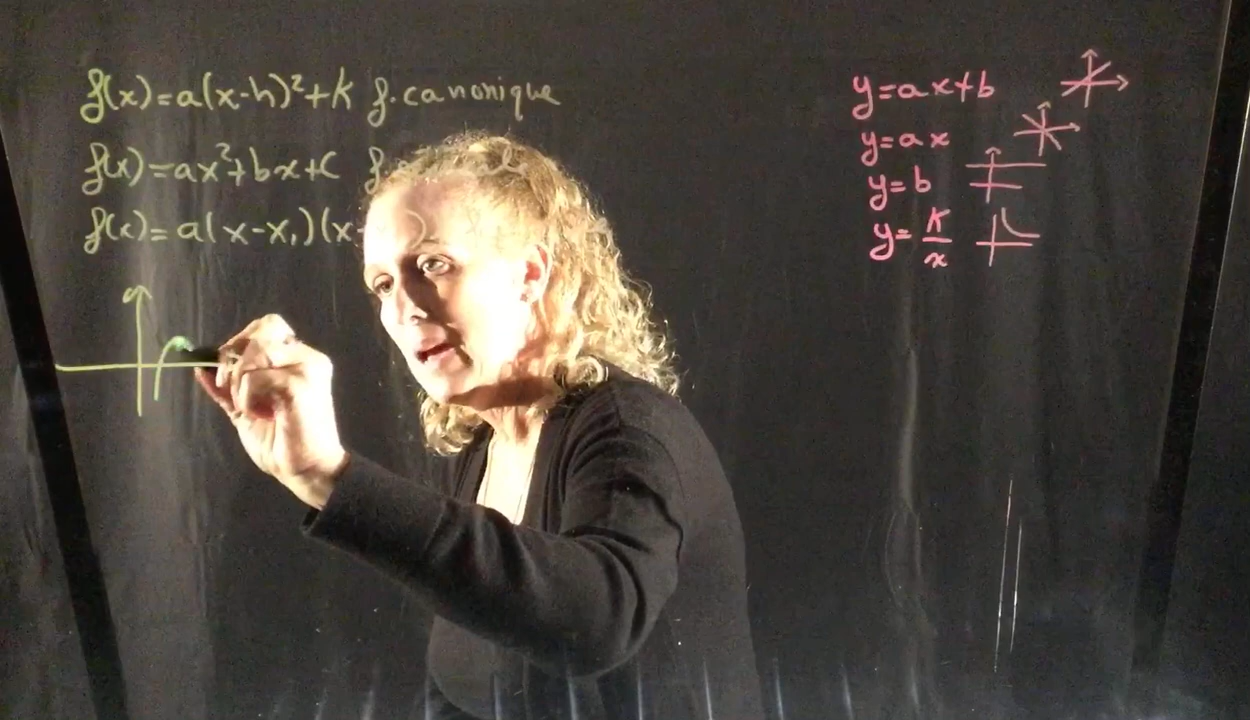 f(x)=a(x-h)²+k f.canonique
f(x)=ax²+bx+c f.
f(x)=a(x-x₁)(x-
y=ax+b
y=ax
y=b
y=k/x